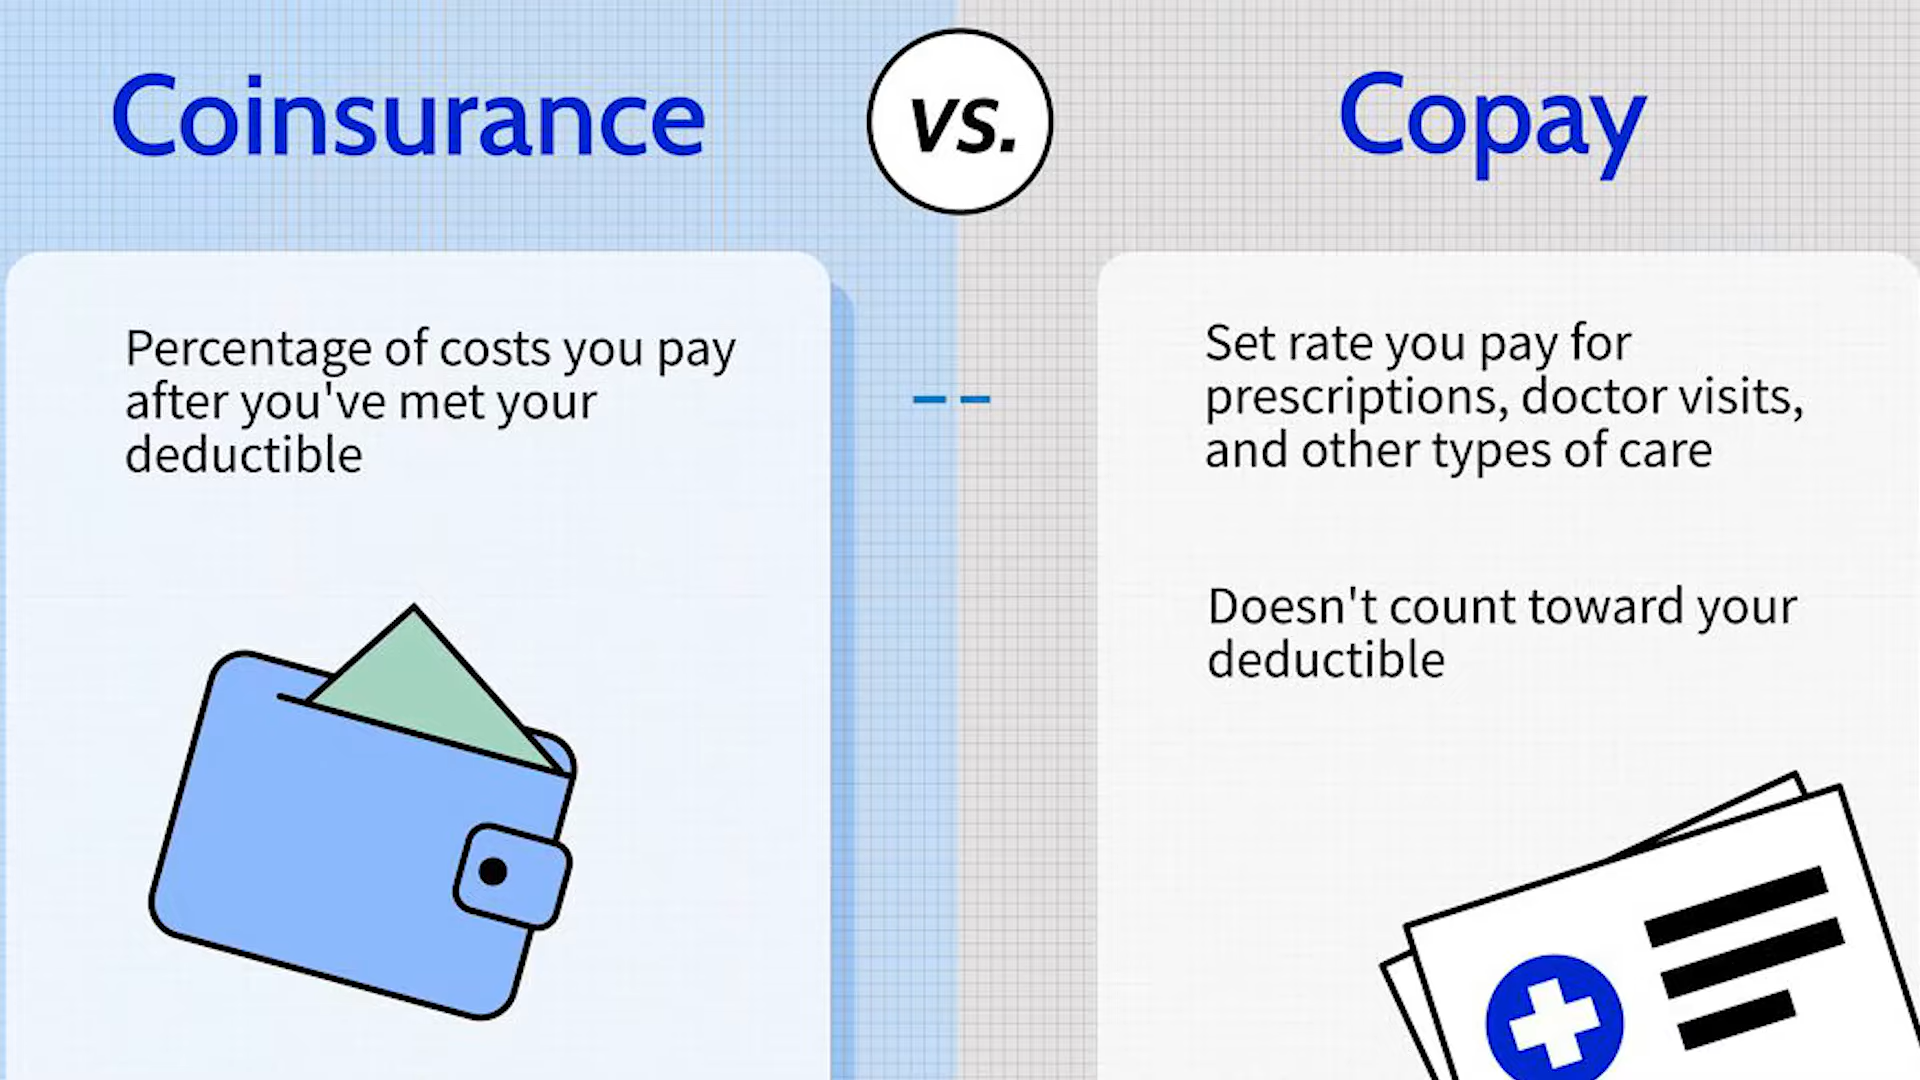 Coinsurance
VS.
Copay
Percentage of costs you pay
after you've met your
deductible
Set rate you pay for
prescriptions, doctor visits,
and other types of care
Doesn't count toward your
deductible